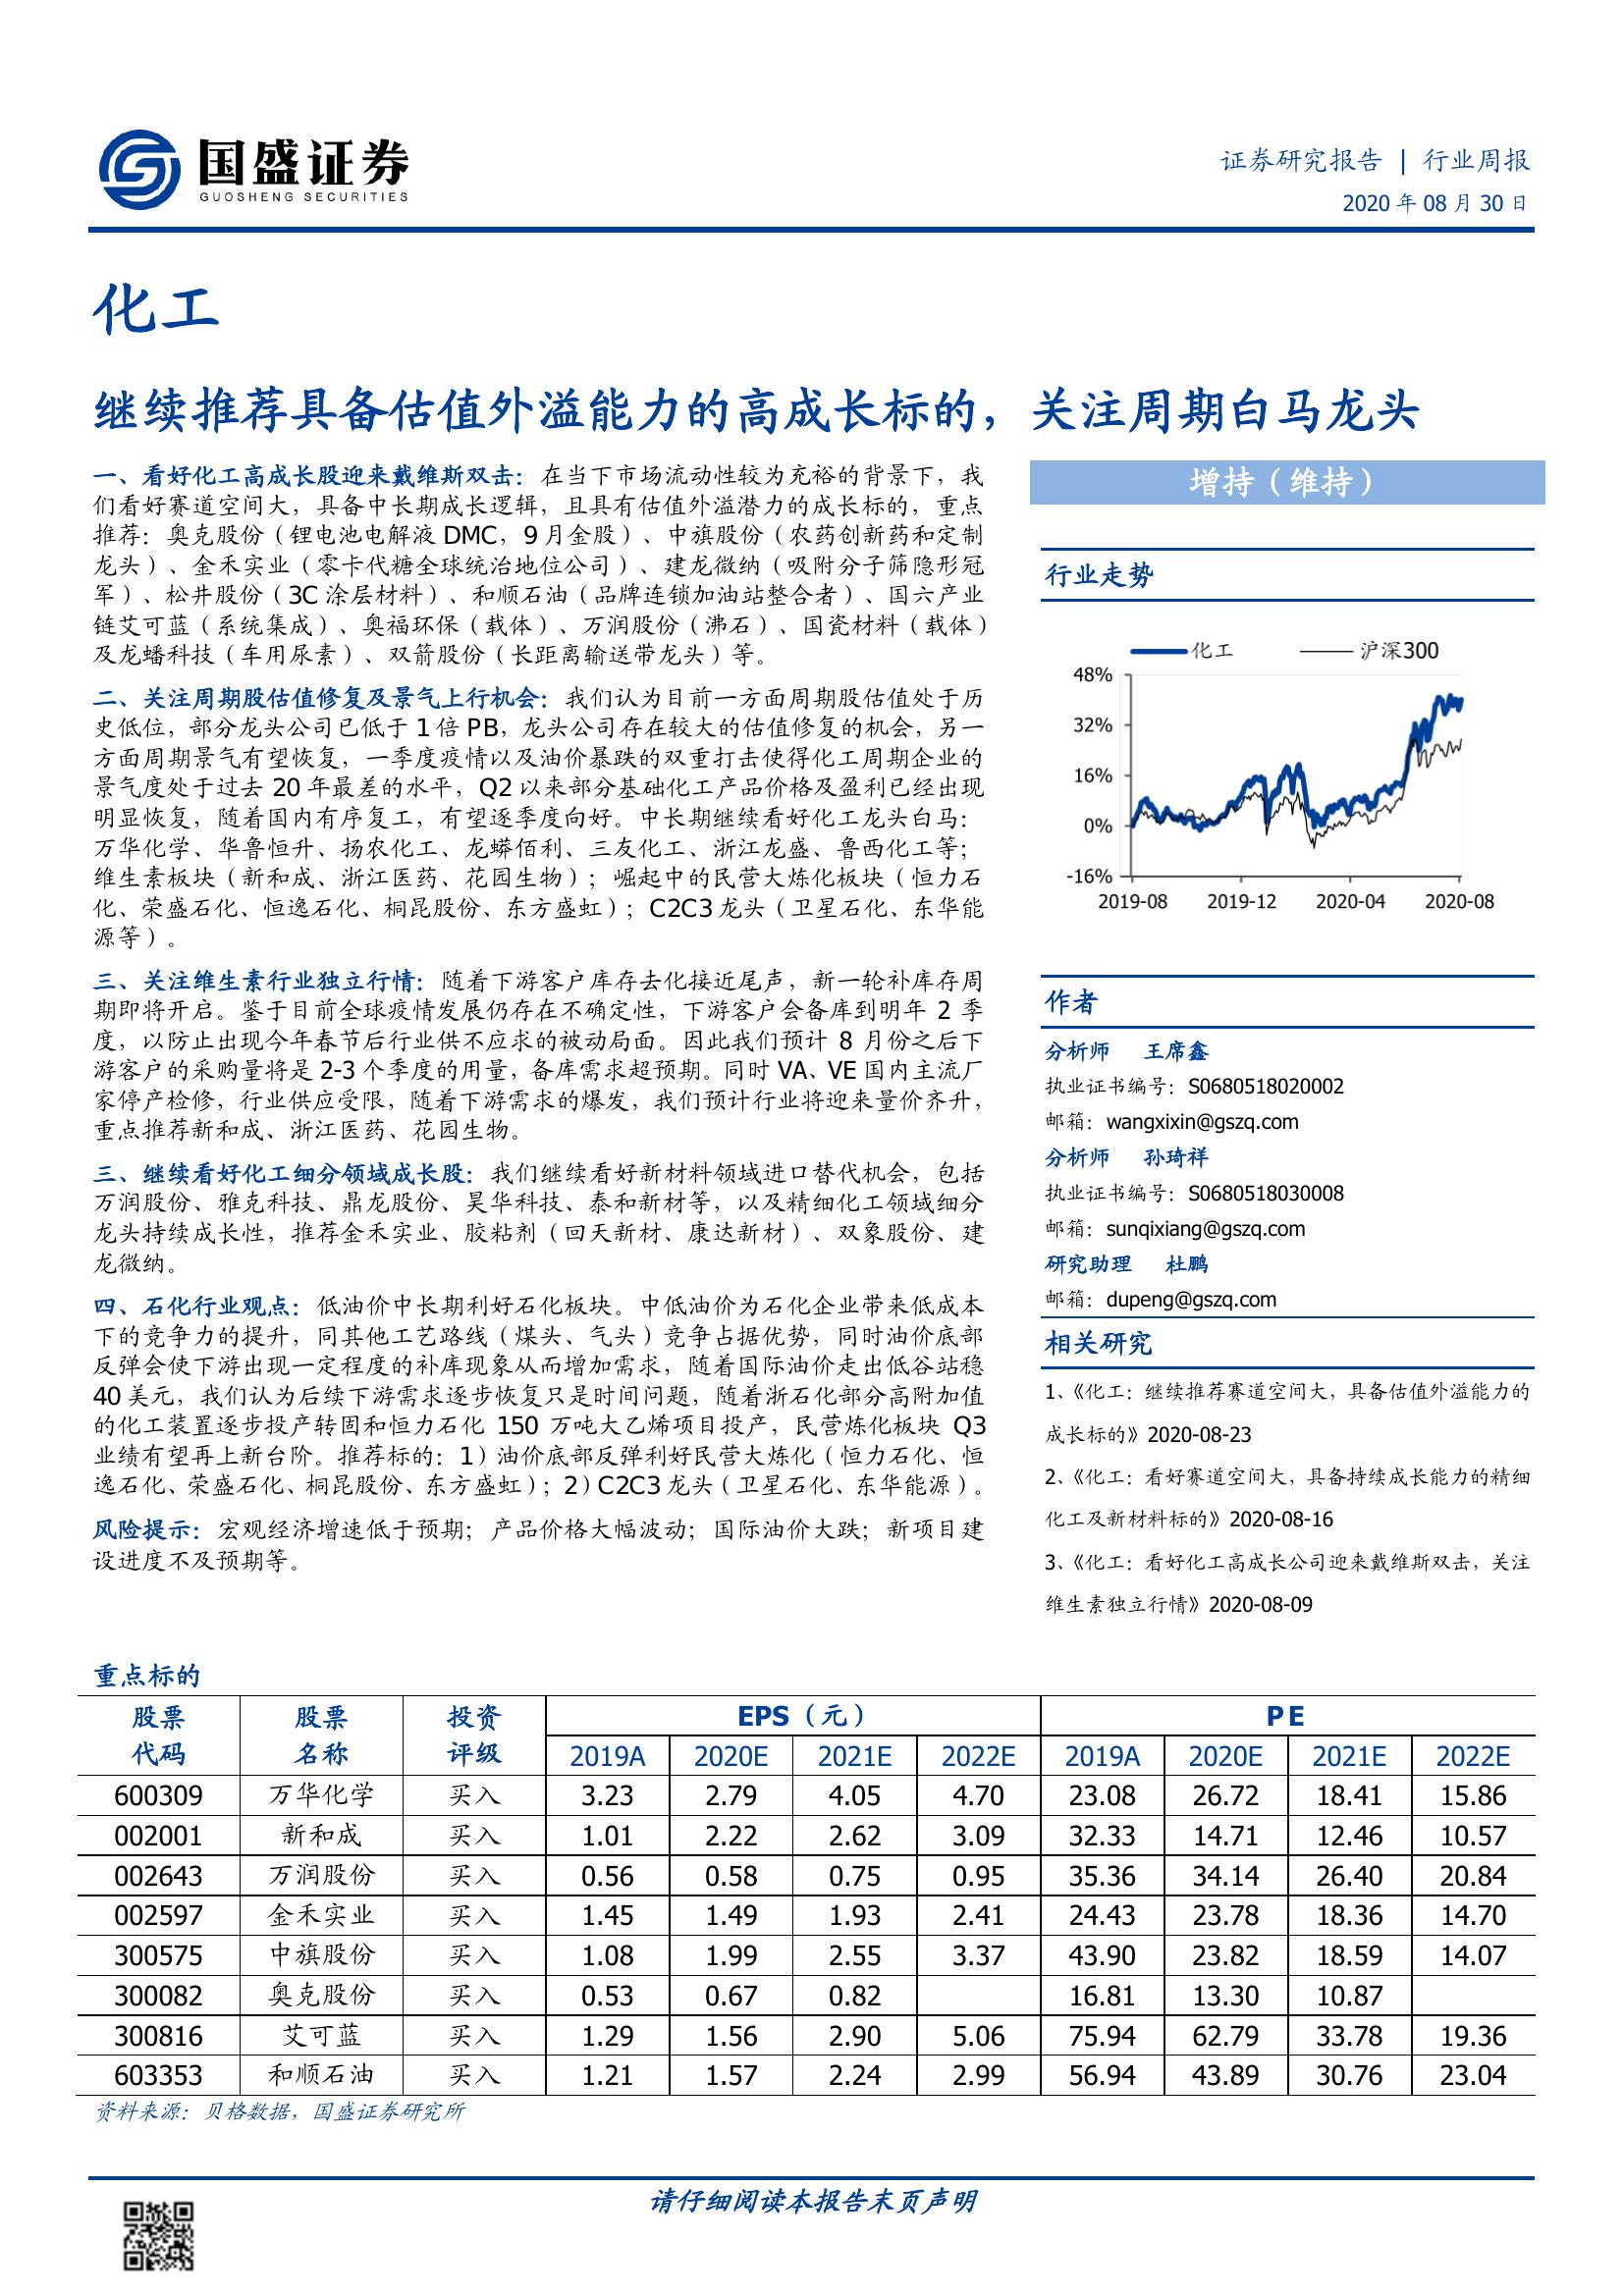 国盛证券
GUOSHENG SECURITIES
证券研究报告 | 行业周报
2020 年 08 月 30 日
化工
继续推荐具备估值外溢能力的高成长标的，关注周期白马龙头
一、看好化工高成长股迎来戴维斯双击：在当下市场流动性较为充裕的背景下，我
们看好赛道空间大，具备中长期成长逻辑，且具有估值外溢潜力的成长标的，重点
推荐：奥克股份（锂电池电解液 DMC，9 月金股）、中旗股份（农药创新药和定制
龙头）、金禾实业（零卡代糖全球统治地位公司）、建龙微纳（吸附分子筛隐形冠
军）、松井股份（3C 涂层材料）、和顺石油（品牌连锁加油站整合者）、国六产业
链艾可蓝（系统集成）、奥福环保（载体）、万润股份（沸石）、国瓷材料（载体）
及龙蟠科技（车用尿素）、双箭股份（长距离输送带龙头）等。
二、关注周期股估值修复及景气上行机会：我们认为目前一方面周期股估值处于历
史低位，部分龙头公司已低于 1 倍 PB，龙头公司存在较大的估值修复的机会，另一
方面周期景气有望恢复，一季度疫情以及油价暴跌的双重打击使得化工周期企业的
景气度处于过去 20 年最差的水平，Q2 以来部分基础化工产品价格及盈利已经出现
明显恢复，随着国内有序复工，有望逐季度向好。中长期继续看好化工龙头白马：
万华化学、华鲁恒升、扬农化工、龙蟒佰利、三友化工、浙江龙盛、鲁西化工等；
维生素板块（新和成、浙江医药、花园生物）；崛起中的民营大炼化板块（恒力石
化、荣盛石化、恒逸石化、桐昆股份、东方盛虹）；C2C3 龙头（卫星石化、东华能
源等）。
三、关注维生素行业独立行情：随着下游客户库存去化接近尾声，新一轮补库存周
期即将开启。鉴于目前全球疫情发展仍存在不确定性，下游客户会备库到明年 2 季
度，以防止出现今年春节后行业供不应求的被动局面。因此我们预计 8 月份之后下
游客户的采购量将是 2-3 个季度的用量，备库需求超预期。同时 VA、VE 国内主流厂
家停产检修，行业供应受限，随着下游需求的爆发，我们预计行业将迎来量价齐升，
重点推荐新和成、浙江医药、花园生物。
三、继续看好化工细分领域成长股：我们继续看好新材料领域进口替代机会，包括
万润股份、雅克科技、鼎龙股份、昊华科技、泰和新材等，以及精细化工领域细分
龙头持续成长性，推荐金禾实业、胶粘剂（回天新材、康达新材）、双象股份、建
龙微纳。
四、石化行业观点：低油价中长期利好石化板块。中低油价为石化企业带来低成本
下的竞争力的提升，同其他工艺路线（煤头、气头）竞争占据优势，同时油价底部
反弹会使下游出现一定程度的补库现象从而增加需求，随着国际油价走出低谷站稳
40 美元，我们认为后续下游需求逐步恢复只是时间问题，随着浙石化部分高附加值
的化工装置逐步投产转固和恒力石化 150 万吨大乙烯项目投产，民营炼化板块 Q3
业绩有望再上新台阶。推荐标的：1）油价底部反弹利好民营大炼化（恒力石化、恒
逸石化、荣盛石化、桐昆股份、东方盛虹）；2）C2C3 龙头（卫星石化、东华能源）。
风险提示：宏观经济增速低于预期；产品价格大幅波动；国际油价大跌；新项目建
设进度不及预期等。
增持（维持）
行业走势
化工 沪深300
48%
32%
16%
0%
-16%
2019-08 2019-12 2020-04 2020-08
作者
分析师 王席鑫
执业证书编号：S0680518020002
邮箱：wangxixin@gszq.com
分析师 孙琦祥
执业证书编号：S0680518030008
邮箱：sunqixiang@gszq.com
研究助理 杜鹏
邮箱：dupeng@gszq.com
相关研究
1、《化工：继续推荐赛道空间大，具备估值外溢能力的
成长标的》2020-08-23
2、《化工：看好赛道空间大，具备持续成长能力的精细
化工及新材料标的》2020-08-16
3、《化工：看好化工高成长公司迎来戴维斯双击，关注
维生素独立行情》2020-08-09
重点标的
股票 股票 投资 EPS（元） PE
代码 名称 评级 2019A 2020E 2021E 2022E 2019A 2020E 2021E 2022E
600309 万华化学 买入 3.23 2.79 4.05 4.70 23.08 26.72 18.41 15.86
002001 新和成 买入 1.01 2.22 2.62 3.09 32.33 14.71 12.46 10.57
002643 万润股份 买入 0.56 0.58 0.75 0.95 35.36 34.14 26.40 20.84
002597 金禾实业 买入 1.45 1.49 1.93 2.41 24.43 23.78 18.36 14.70
300575 中旗股份 买入 1.08 1.99 2.55 3.37 43.90 23.82 18.59 14.07
300082 奥克股份 买入 0.53 0.67 0.82 16.81 13.30 10.87
300816 艾可蓝 买入 1.29 1.56 2.90 5.06 75.94 62.79 33.78 19.36
603353 和顺石油 买入 1.21 1.57 2.24 2.99 56.94 43.89 30.76 23.04
资料来源：贝格数据，国盛证券研究所
请仔细阅读本报告末页声明